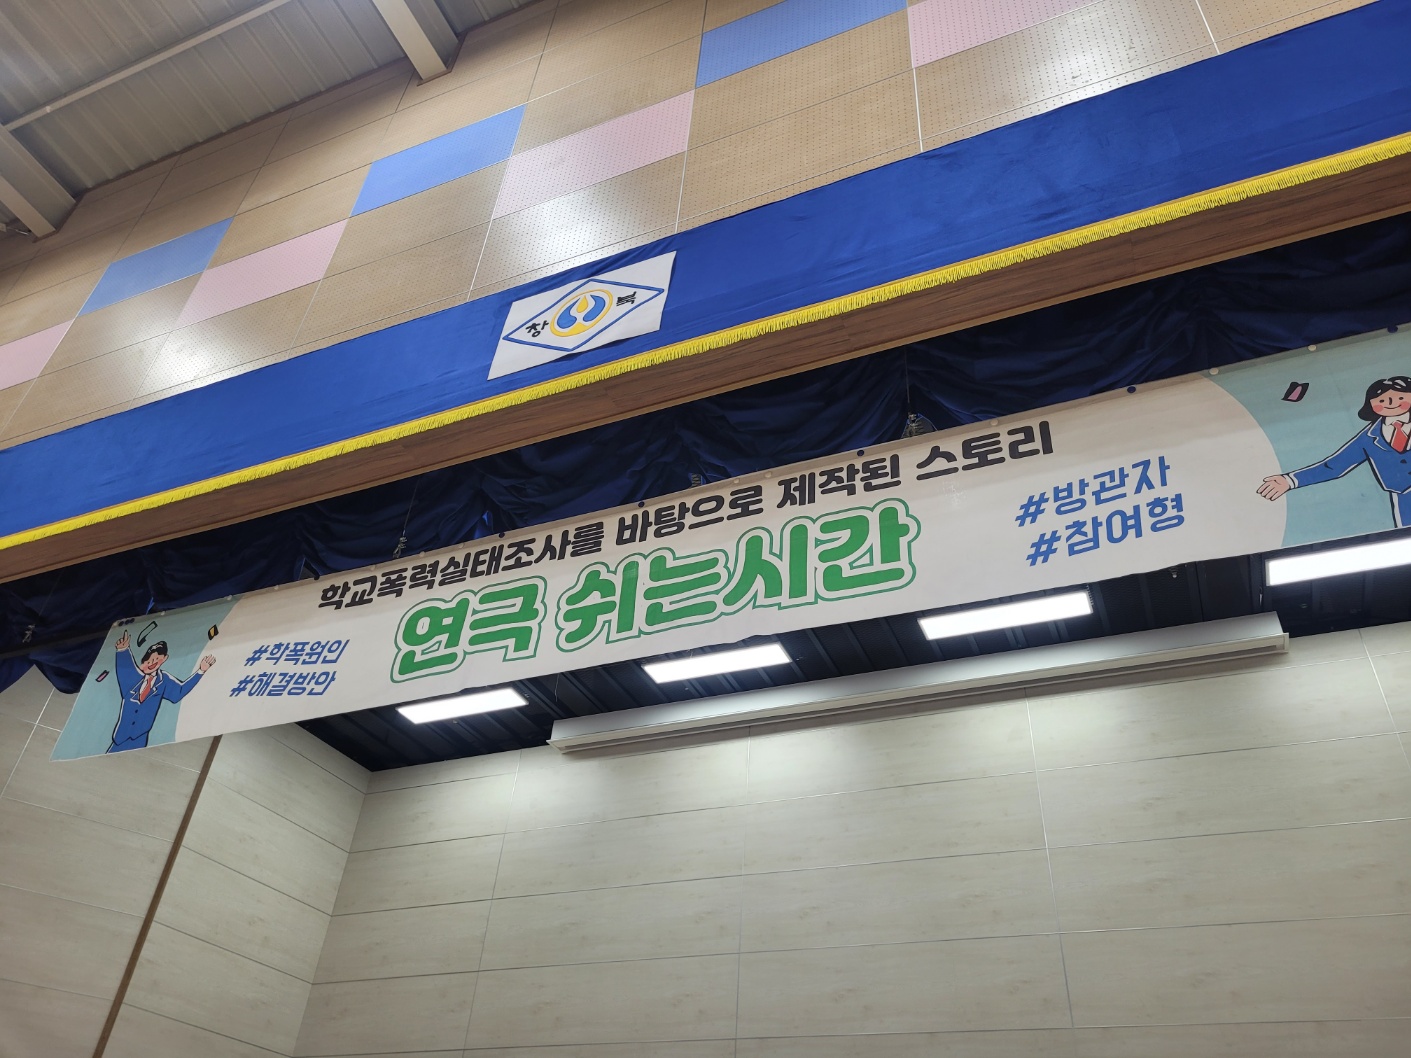 창 북
학교폭력실태조사를 바탕으로 제작된 스토리
연극 쉬는시간
#학폭원인
#해결방안
#방관자
#참여형